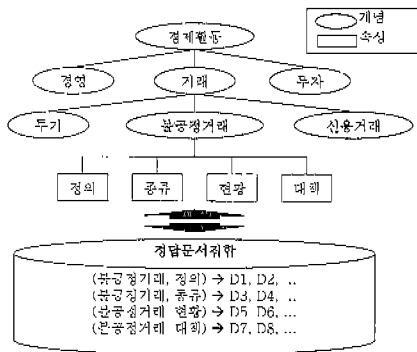 개념
속성
경제활동
경영 거래 투자
투기 불공정거래 신용거래
정의 종류 현황 대책
정답문서집합
(불공정거래, 정의) → D1, D2, ..
(불공정거래, 종류) → D3, D4, ..
(불공정거래 현황) → D5, D6, ...
(불공정거래 대책) → D7, D8, ...